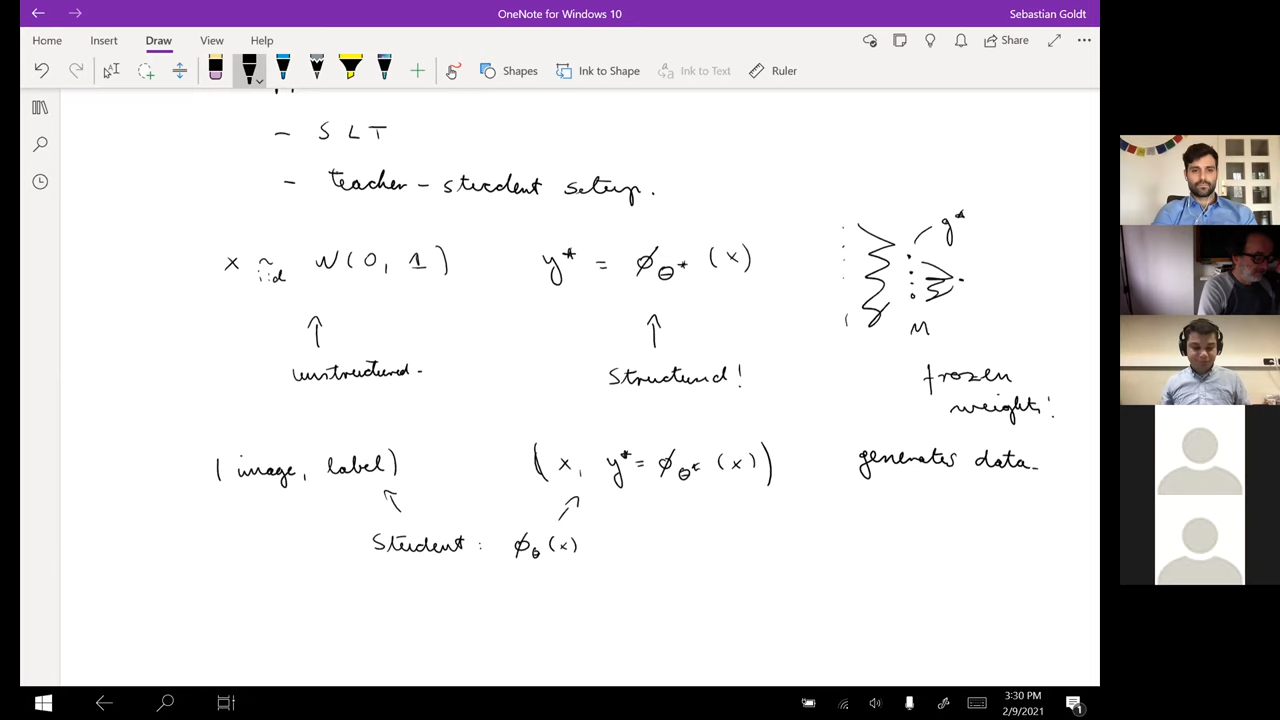 OneNote for Windows 10
Sebastian Goldt
Home Insert Draw View Help
Share
Shapes Ink to Shape Ink to Text Ruler
- S L T
- teacher - student setup.
x ~ iid N(0, 1) y* = ϕθ* (x)
g*
M
unstructured.
structured!
frozen
weights!
(image, label) (x, y* = ϕθ* (x)) generates data.
Student: ϕθ (x)
3:30 PM
2/9/2021
1